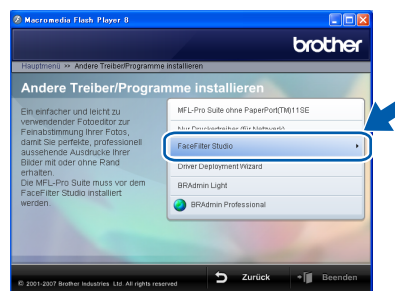 Macromedia Flash Player 8
brother
Hauptmenü >> Andere Treiber/Programme installieren
Andere Treiber/Programme installieren
Ein einfacher und leicht zu
verwendender Fotoeditor zur
Feinabstimmung Ihrer Fotos,
damit Sie perfekte, professionell
aussehende Ausdrucke Ihrer
Bilder mit oder ohne Rand
erhalten.
Die MFL-Pro Suite muss vor dem
FaceFilter Studio installiert
werden.
MFL-Pro Suite ohne PaperPort(TM)11SE
Nur Druckertreiber (für Netzwerk)
FaceFilter Studio
Driver Deployment Wizard
BRAdmin Light
BRAdmin Professional
© 2001-2007 Brother Industries Ltd. All rights reserved
Zurück
Beenden